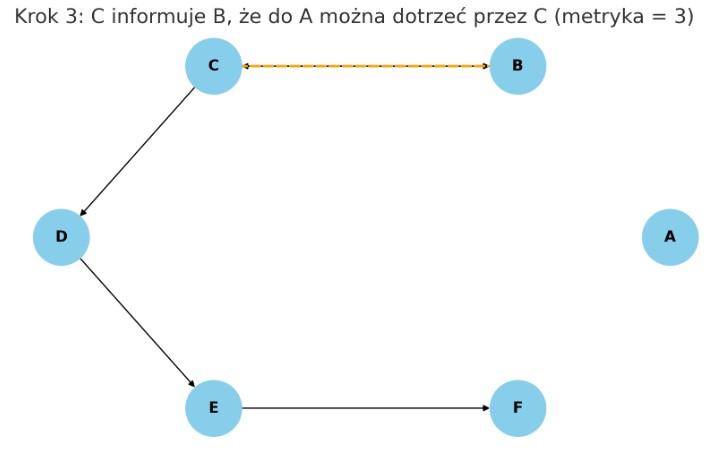 Krok 3: C informuje B, że do A można dotrzeć przez C (metryka = 3)
C
B
D
A
E
F